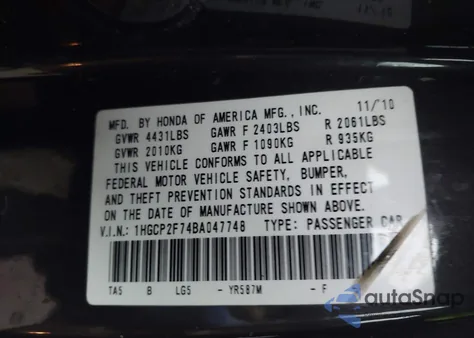 MFD. BY HONDA OF AMERICA MFG., INC. 11/10
GVWR 4431LBS GAWR F 2403LBS R 2061LBS
GVWR 2010KG GAWR F 1090KG R 935KG
THIS VEHICLE CONFORMS TO ALL APPLICABLE
FEDERAL MOTOR VEHICLE SAFETY, BUMPER,
AND THEFT PREVENTION STANDARDS IN EFFECT
ON THE DATE OF MANUFACTURE SHOWN ABOVE.
V.I.N.: 1HGCP2F74BA047748 TYPE: PASSENGER CAR
TA5 B LG5 - YR587M - F
autoSnap